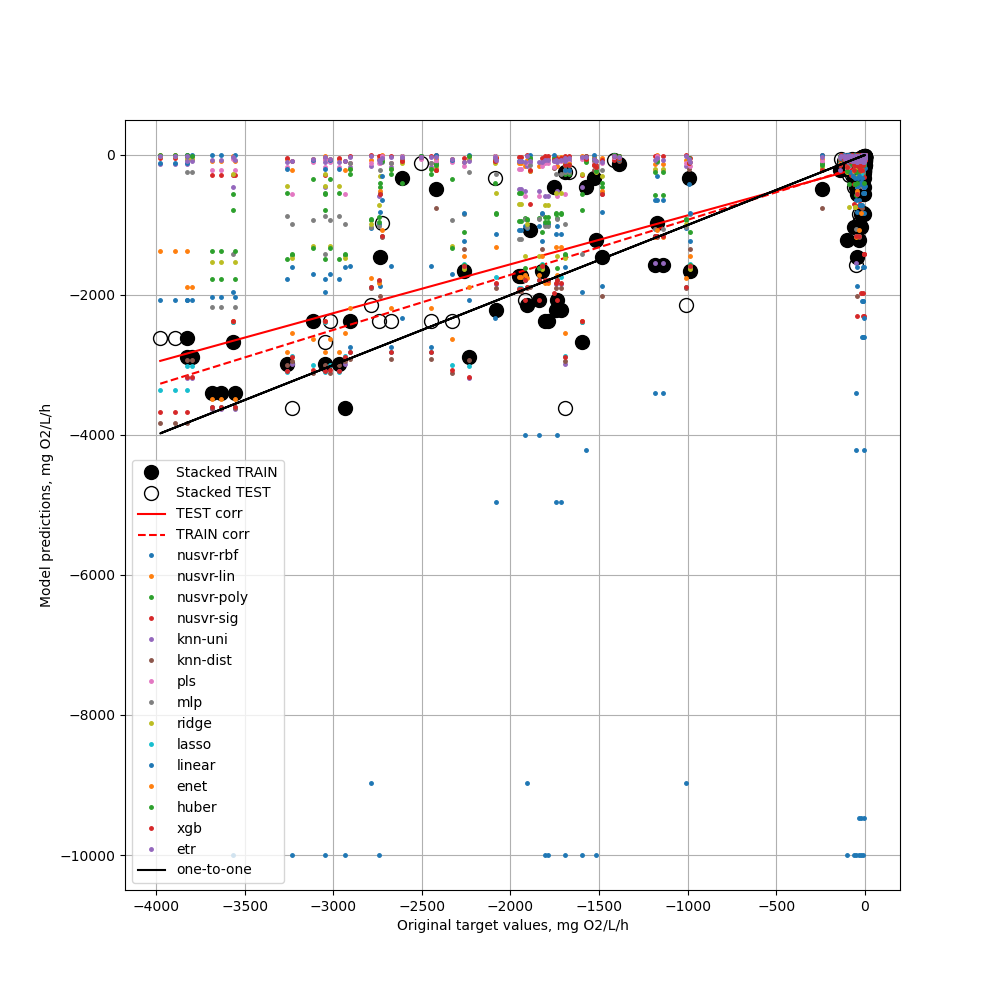 0
−2000
−4000
−6000
−8000
−10000
Model predictions, mg O2/L/h
Stacked TRAIN
Stacked TEST
TEST corr
TRAIN corr
nusvr-rbf
nusvr-lin
nusvr-poly
nusvr-sig
knn-uni
knn-dist
pls
mlp
ridge
lasso
linear
enet
huber
xgb
etr
one-to-one
−4000 −3500 −3000 −2500 −2000 −1500 −1000 −500 0
Original target values, mg O2/L/h